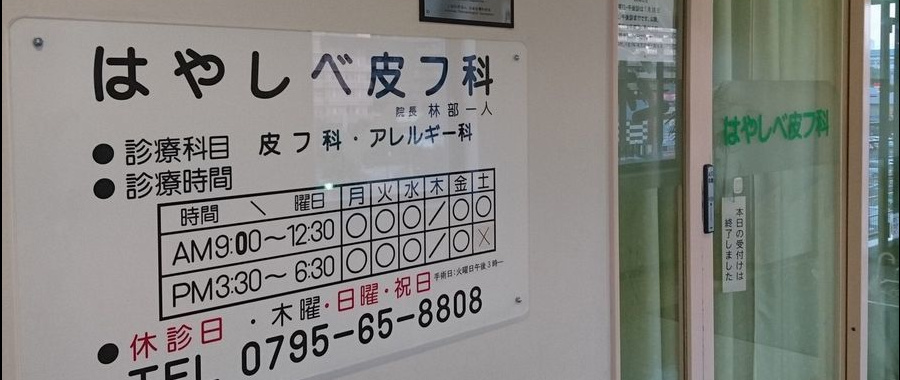 はやしべ皮フ科
院長 林部一人
●診療科目 皮フ科・アレルギー科
●診療時間
時間 \ 曜日 月 火 水 木 金 土
AM9:00～12:30 ○ ○ ○ / ○ ○
PM3:30～6:30 ○ ○ ○ / ○ ×
手術日:火曜日午後3時―
●休診日 ・木曜・日曜・祝日
TEL 0795-65-8808
はやしべ皮フ科
本日の受付けは
終了しました